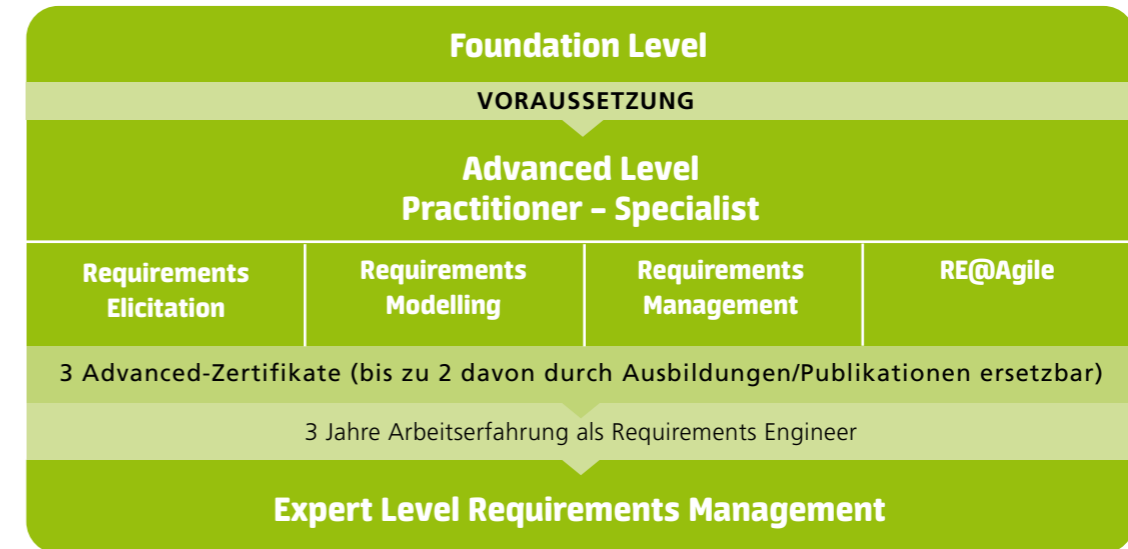 Foundation Level
VORAUSSETZUNG
Advanced Level
Practitioner – Specialist
Requirements
Elicitation
Requirements
Modelling
Requirements
Management
RE@Agile
3 Advanced-Zertifikate (bis zu 2 davon durch Ausbildungen/Publikationen ersetzbar)
3 Jahre Arbeitserfahrung als Requirements Engineer
Expert Level Requirements Management